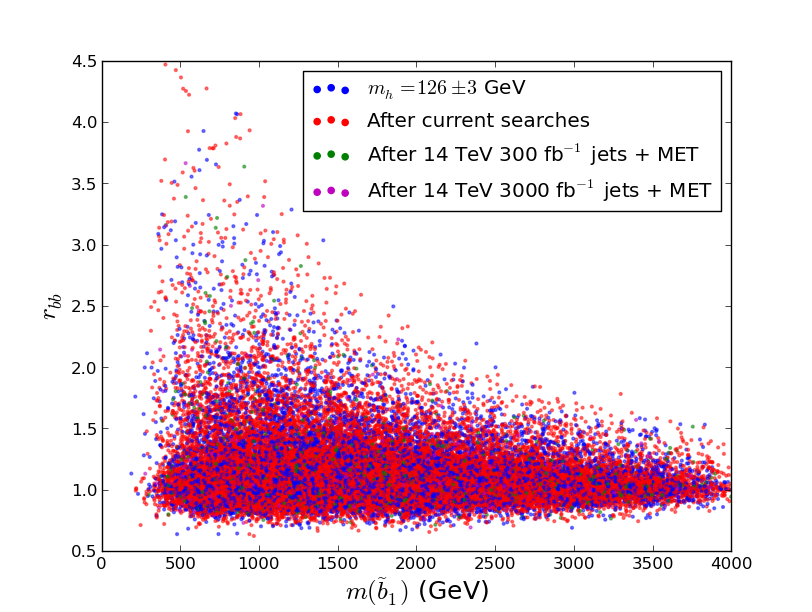 4.5
4.0
3.5
3.0
2.5
2.0
1.5
1.0
0.5
r_bb
m_h = 126 ± 3 GeV
After current searches
After 14 TeV 300 fb⁻¹ jets + MET
After 14 TeV 3000 fb⁻¹ jets + MET
0 500 1000 1500 2000 2500 3000 3500 4000
m(b̃₁) (GeV)